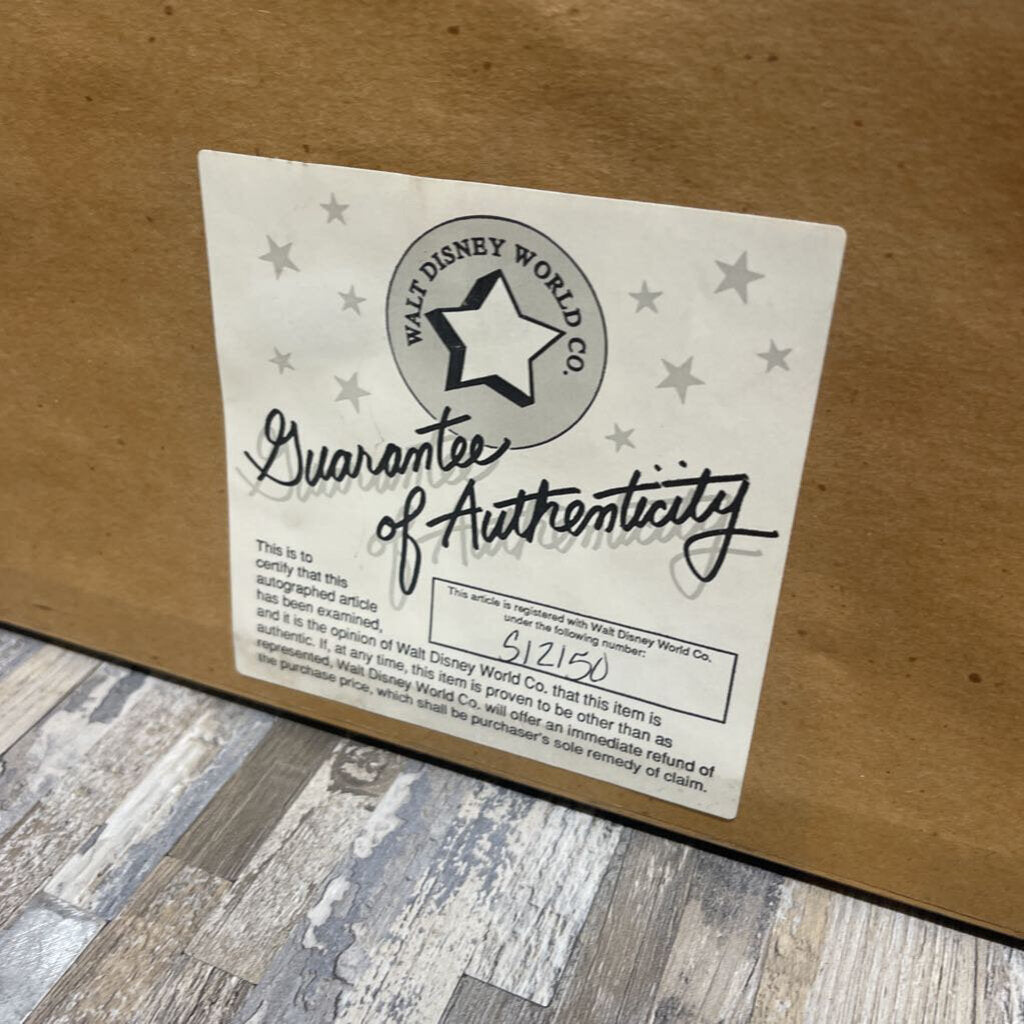 WALT DISNEY WORLD CO.
Guarantee
of Authenticity
This is to
certify that this
autographed article
has been examined,
and it is the opinion of Walt Disney World Co. that this item is
authentic. If, at any time, this item is proven to be other than as
represented, Walt Disney World Co. will offer an immediate refund of
the purchase price, which shall be purchaser's sole remedy of claim.
This article is registered with Walt Disney World Co.
under the following number:
S12150